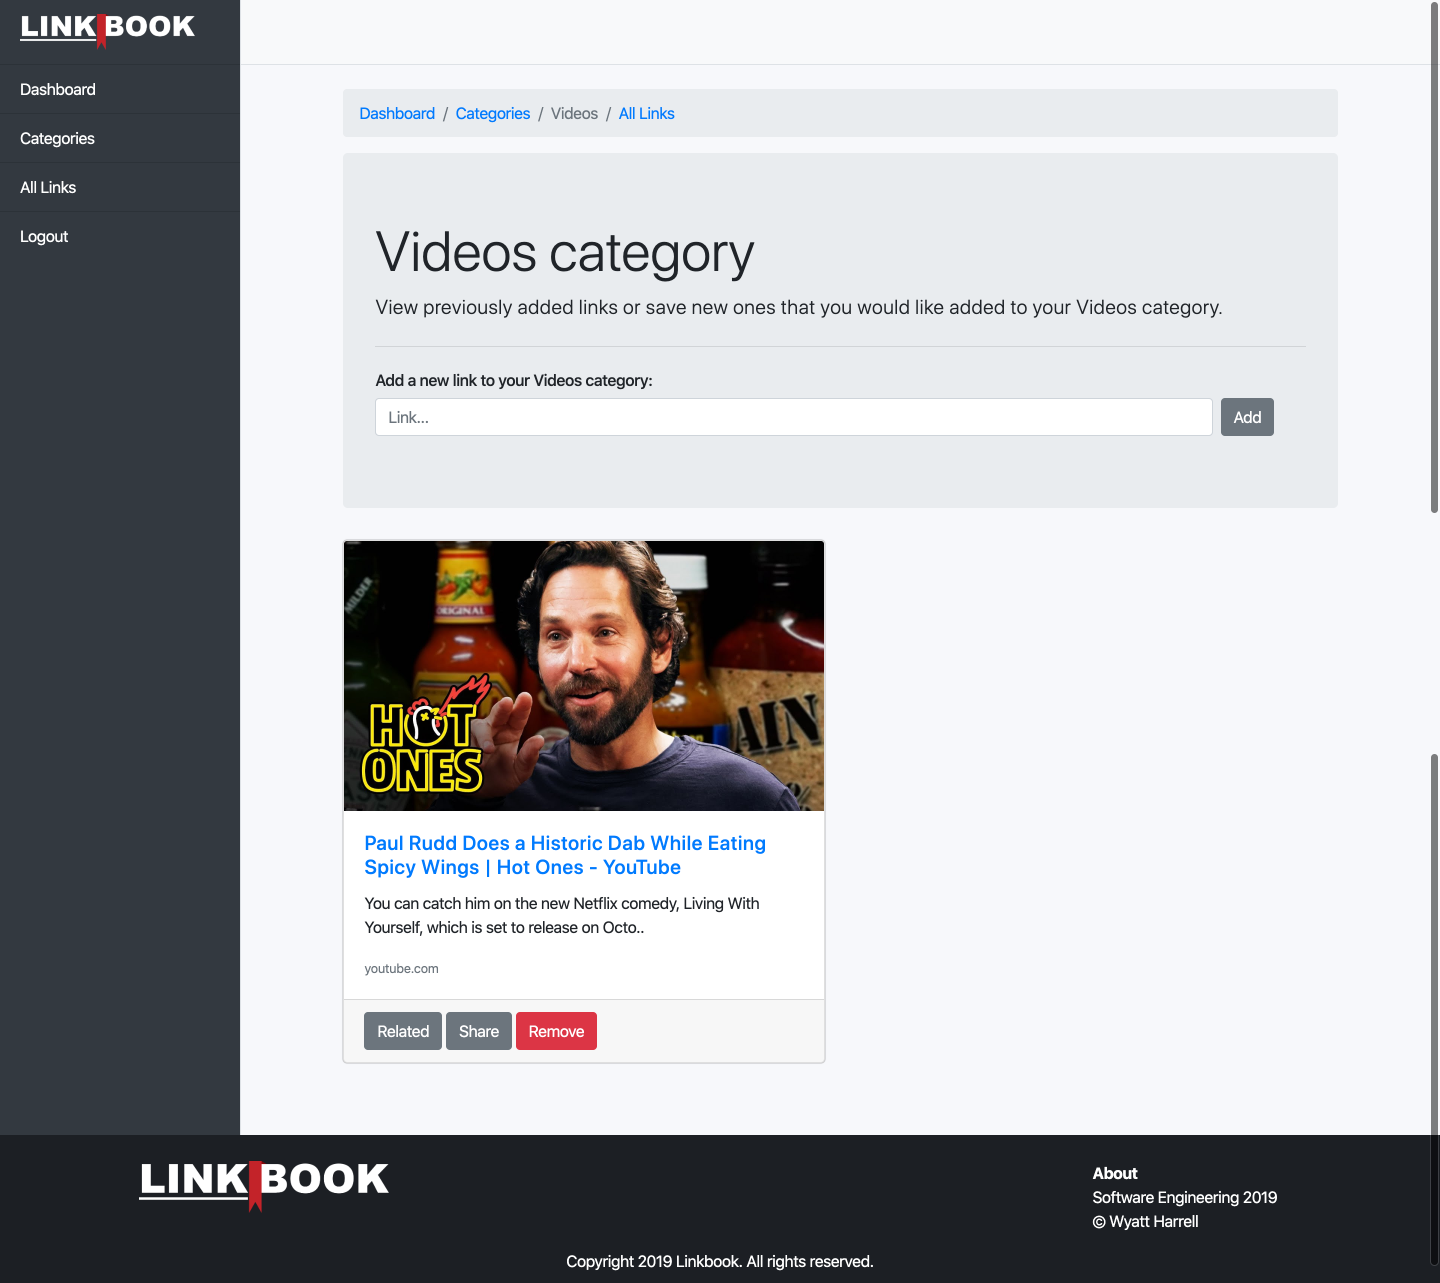 LINKBOOK
Dashboard
Categories
All Links
Logout
Dashboard / Categories / Videos / All Links
Videos category
View previously added links or save new ones that you would like added to your Videos category.
Add a new link to your Videos category:
Link...
Add
MILDER
ORIGINAL
AIN
HOT
ONES
Paul Rudd Does a Historic Dab While Eating
Spicy Wings | Hot Ones - YouTube
You can catch him on the new Netflix comedy, Living With
Yourself, which is set to release on Octo..
youtube.com
Related
Share
Remove
LINKBOOK
About
Software Engineering 2019
© Wyatt Harrell
Copyright 2019 Linkbook. All rights reserved.